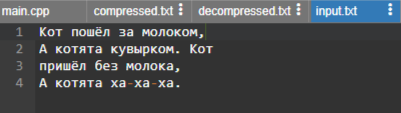 main.cpp compressed.txt decompressed.txt input.txt
1 Кот пошёл за молоком,
2 А котята кувырком. Кот
3 пришёл без молока,
4 А котята ха-ха-ха.